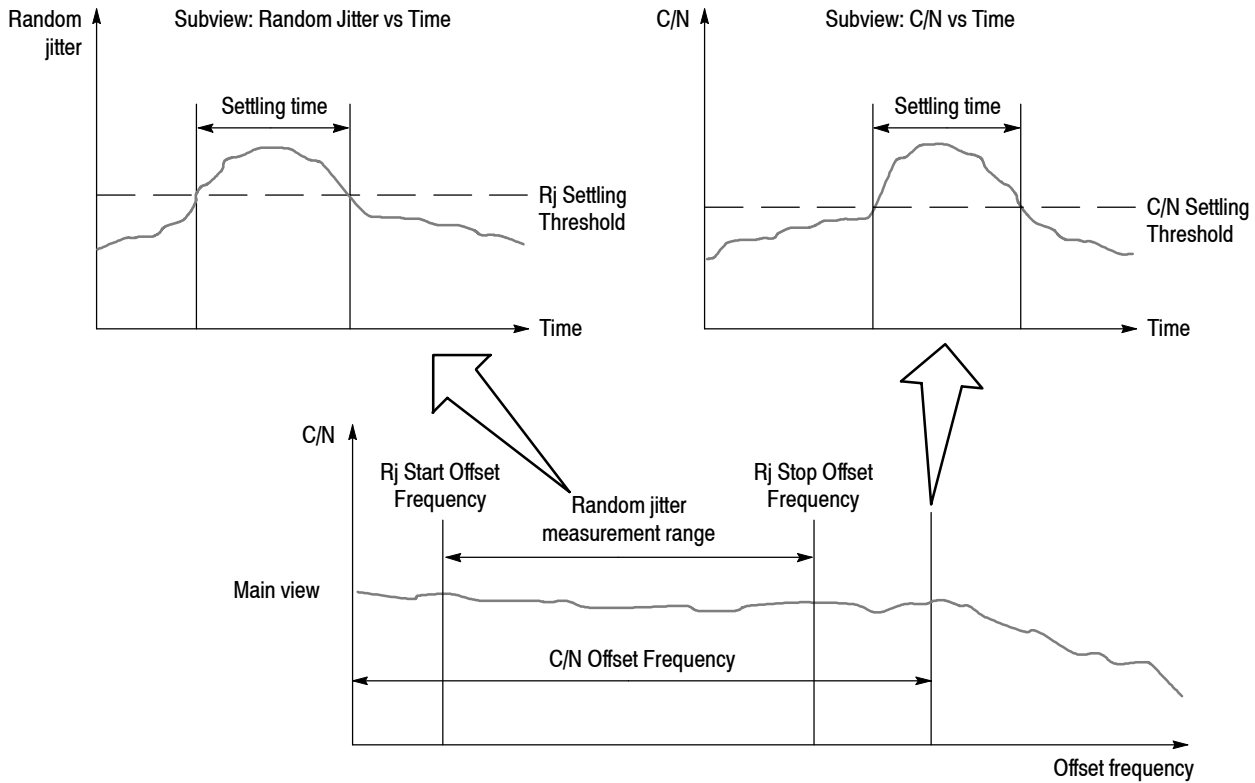 Random
jitter
Subview: Random Jitter vs Time
Settling time
Rj Settling
Threshold
Time
C/N
Subview: C/N vs Time
Settling time
C/N Settling
Threshold
Time
C/N
Rj Start Offset
Frequency
Random jitter
measurement range
Rj Stop Offset
Frequency
Main view
C/N Offset Frequency
Offset frequency